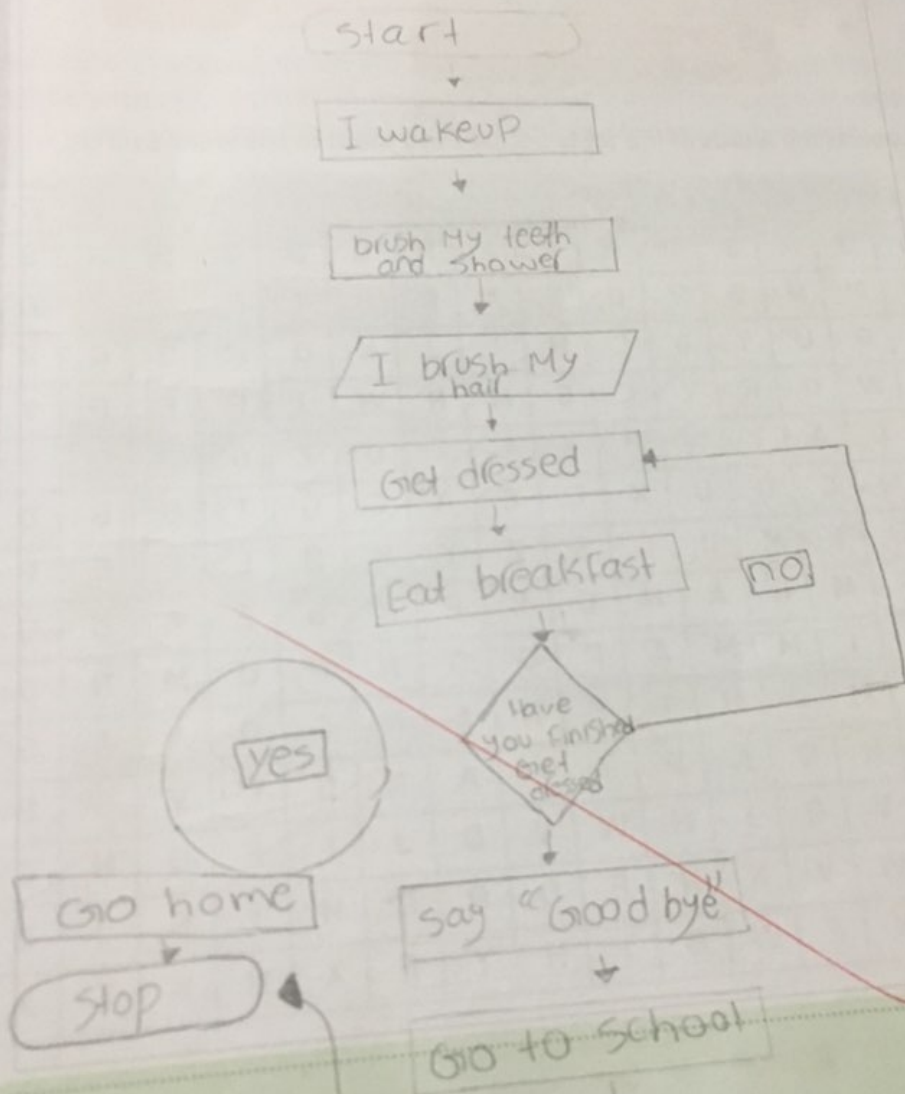 Start
I wakeup
brush My teeth
and shower
I brush My
hair
Get dressed
Eat breakfast
no
Have
you finished
Get
dressed
yes
Say "Good bye"
Go home
Stop
Go to School